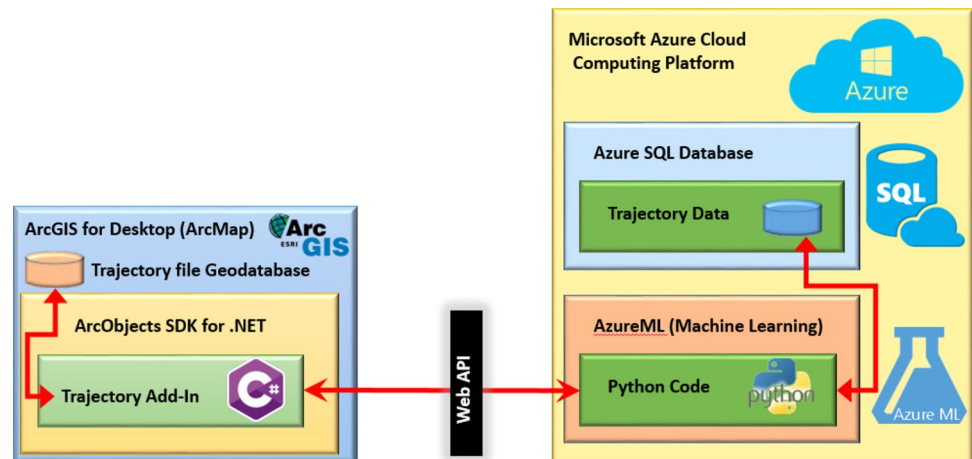 Microsoft Azure Cloud
Computing Platform
Azure
Azure SQL Database
SQL
Trajectory Data
ArcGIS for Desktop (ArcMap)
Arc
ESRI GIS
Trajectory file Geodatabase
ArcObjects SDK for .NET
Trajectory Add-In
C#
Web API
AzureML (Machine Learning)
Python Code
python
Azure ML